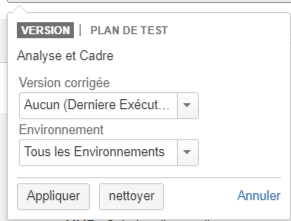 VERSION | PLAN DE TEST
Analyse et Cadre
Version corrigée
Aucun (Derniere Exécut...
Environnement
Tous les Environnements
Appliquer nettoyer Annuler